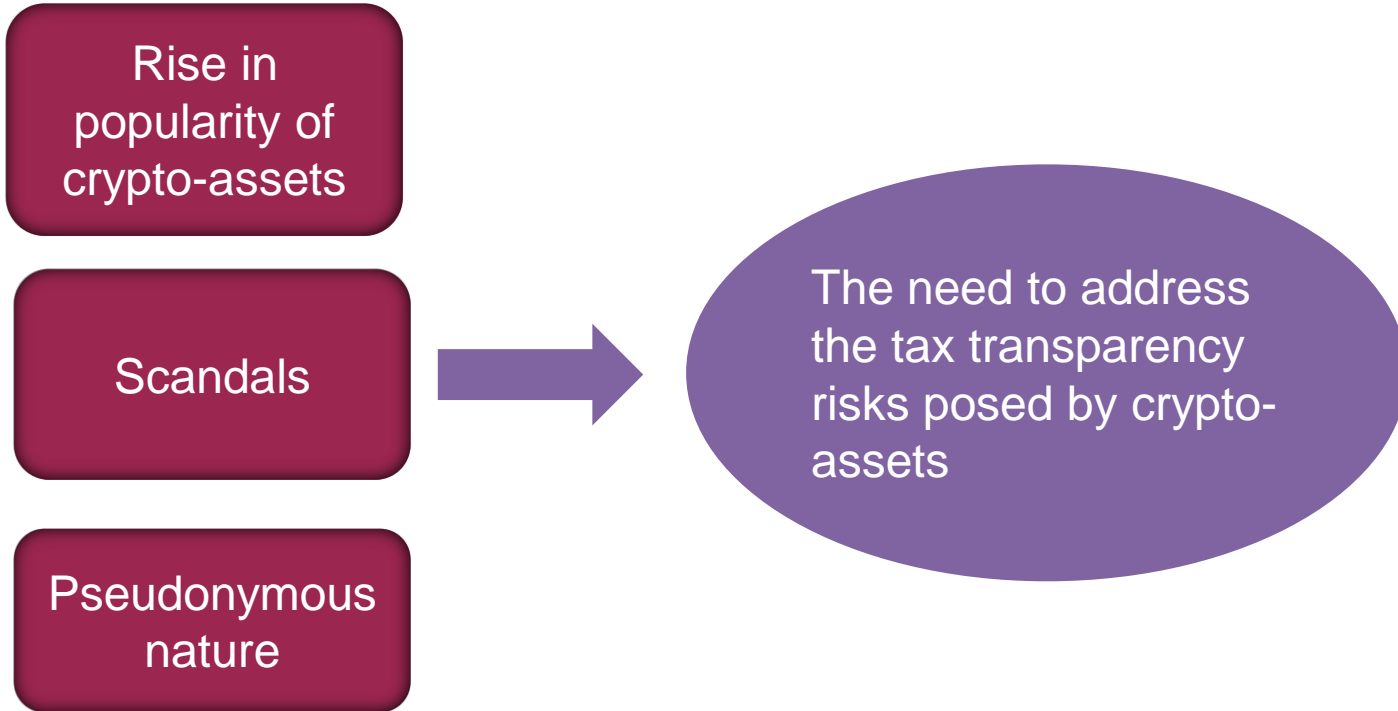 Rise in
popularity of
crypto-assets
Scandals
Pseudonymous
nature
The need to address
the tax transparency
risks posed by crypto-
assets